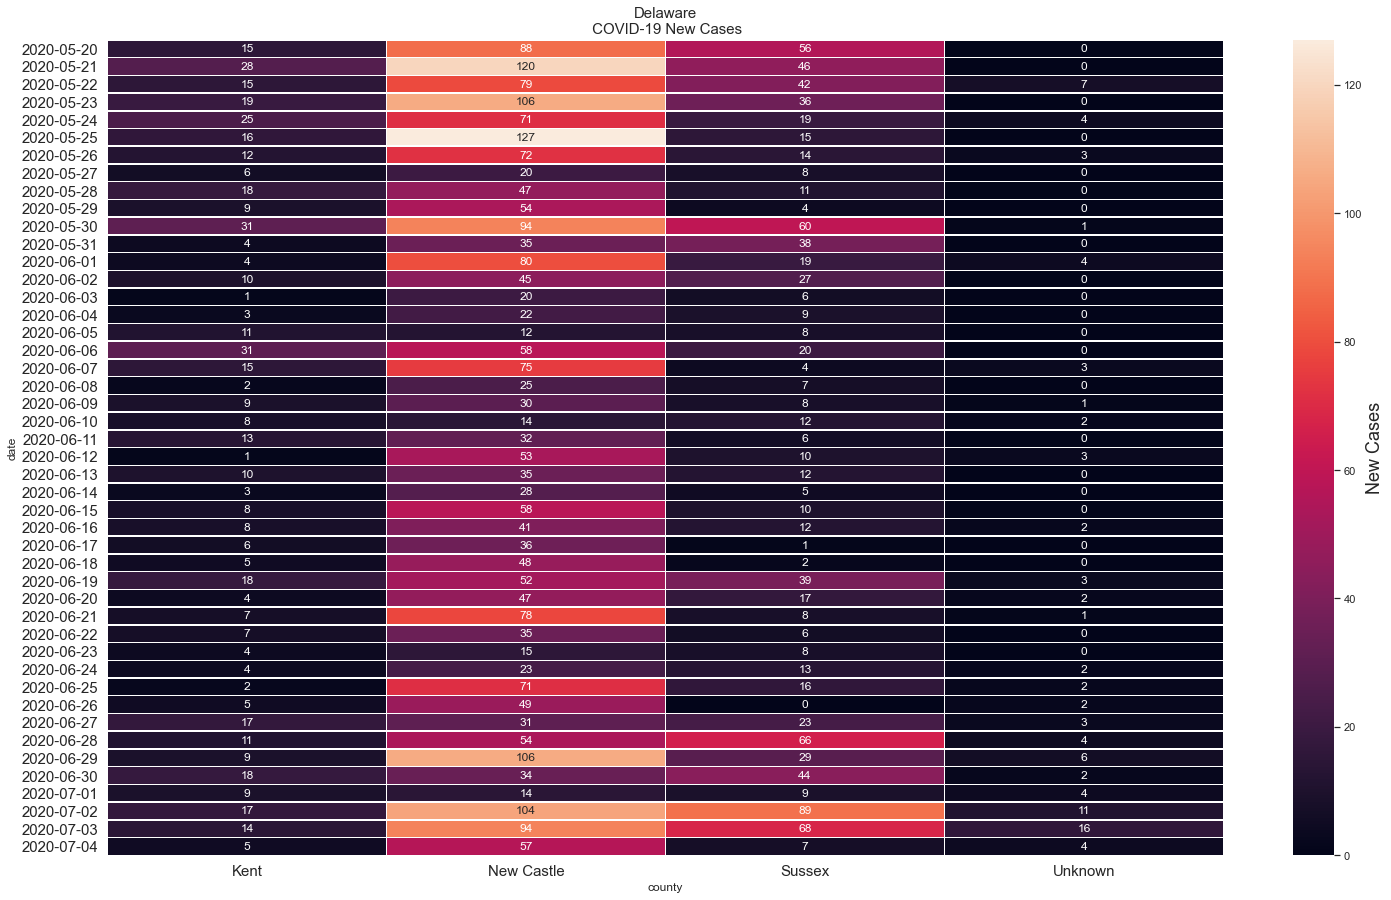 Delaware
COVID-19 New Cases
2020-05-20 15 88 56 0
2020-05-21 28 120 46 0
2020-05-22 15 79 42 7
2020-05-23 19 106 36 0
2020-05-24 25 71 19 4
2020-05-25 16 127 15 0
2020-05-26 12 72 14 3
2020-05-27 6 20 8 0
2020-05-28 18 47 11 0
2020-05-29 9 54 4 0
2020-05-30 31 94 60 1
2020-05-31 4 35 38 0
2020-06-01 4 80 19 4
2020-06-02 10 45 27 0
2020-06-03 1 20 6 0
2020-06-04 3 22 9 0
2020-06-05 11 12 8 0
2020-06-06 31 58 20 0
2020-06-07 15 75 4 3
2020-06-08 2 25 7 0
2020-06-09 9 30 8 1
2020-06-10 8 14 12 2
2020-06-11 13 32 6 0
2020-06-12 1 53 10 3
2020-06-13 10 35 12 0
2020-06-14 3 28 5 0
2020-06-15 8 58 10 0
2020-06-16 8 41 12 2
2020-06-17 6 36 1 0
2020-06-18 5 48 2 0
2020-06-19 18 52 39 3
2020-06-20 4 47 17 2
2020-06-21 7 78 8 1
2020-06-22 7 35 6 0
2020-06-23 4 15 8 0
2020-06-24 4 23 13 2
2020-06-25 2 71 16 2
2020-06-26 5 49 0 2
2020-06-27 17 31 23 3
2020-06-28 11 54 66 4
2020-06-29 9 106 29 6
2020-06-30 18 34 44 2
2020-07-01 9 14 9 4
2020-07-02 17 104 89 11
2020-07-03 14 94 68 16
2020-07-04 5 57 7 4
Kent New Castle Sussex Unknown
county
date
120
100
80
60
40
20
0
New Cases